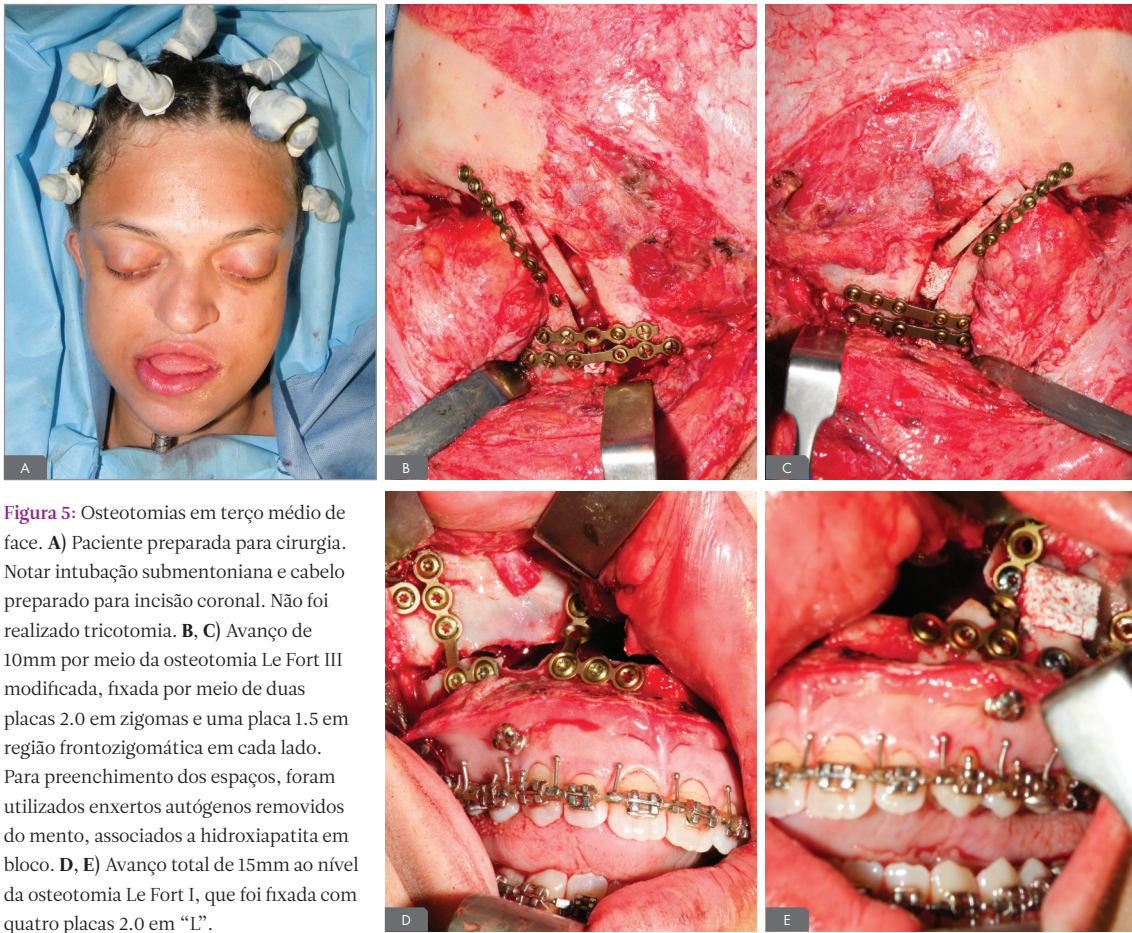 A
B
C
Figura 5: Osteotomias em terço médio de
face. A) Paciente preparada para cirurgia.
Notar intubação submentoniana e cabelo
preparado para incisão coronal. Não foi
realizado tricotomia. B, C) Avanço de
10mm por meio da osteotomia Le Fort III
modificada, fixada por meio de duas
placas 2.0 em zigomas e uma placa 1.5 em
região frontozigomática em cada lado.
Para preenchimento dos espaços, foram
utilizados enxertos autógenos removidos
do mento, associados a hidroxiapatita em
bloco. D, E) Avanço total de 15mm ao nível
da osteotomia Le Fort I, que foi fixada com
quatro placas 2.0 em “L”.
D
E